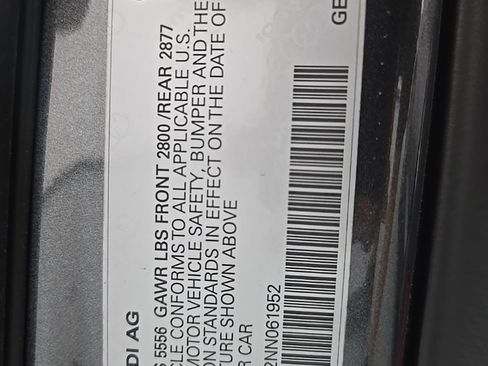 DI AG
S 5556 GAWR LBS FRONT 2800 /REAR 2877
CLE CONFORMS TO ALL APPLICABLE U.S.
MOTOR VEHICLE SAFETY, BUMPER AND THE
ON STANDARDS IN EFFECT ON THE DATE OF
TURE SHOWN ABOVE
R CAR
2NN061952
GE